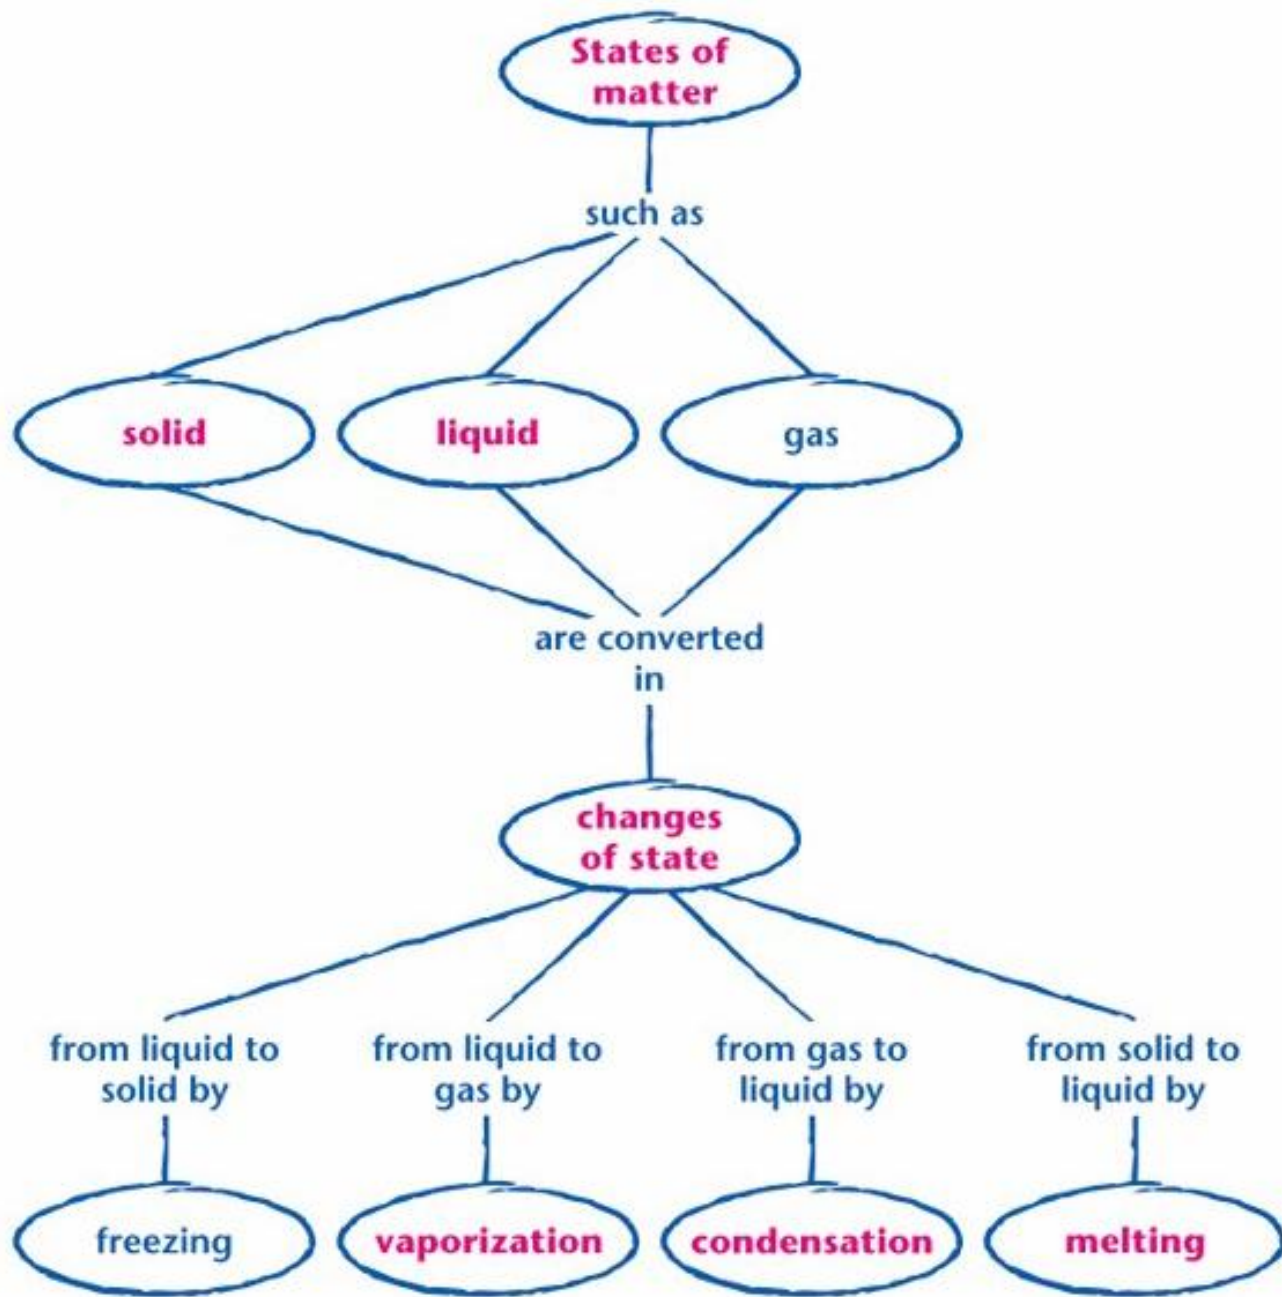 States of
matter
such as
solid
liquid
gas
are converted
in
changes
of state
from liquid to
solid by
from liquid to
gas by
from gas to
liquid by
from solid to
liquid by
freezing
vaporization
condensation
melting